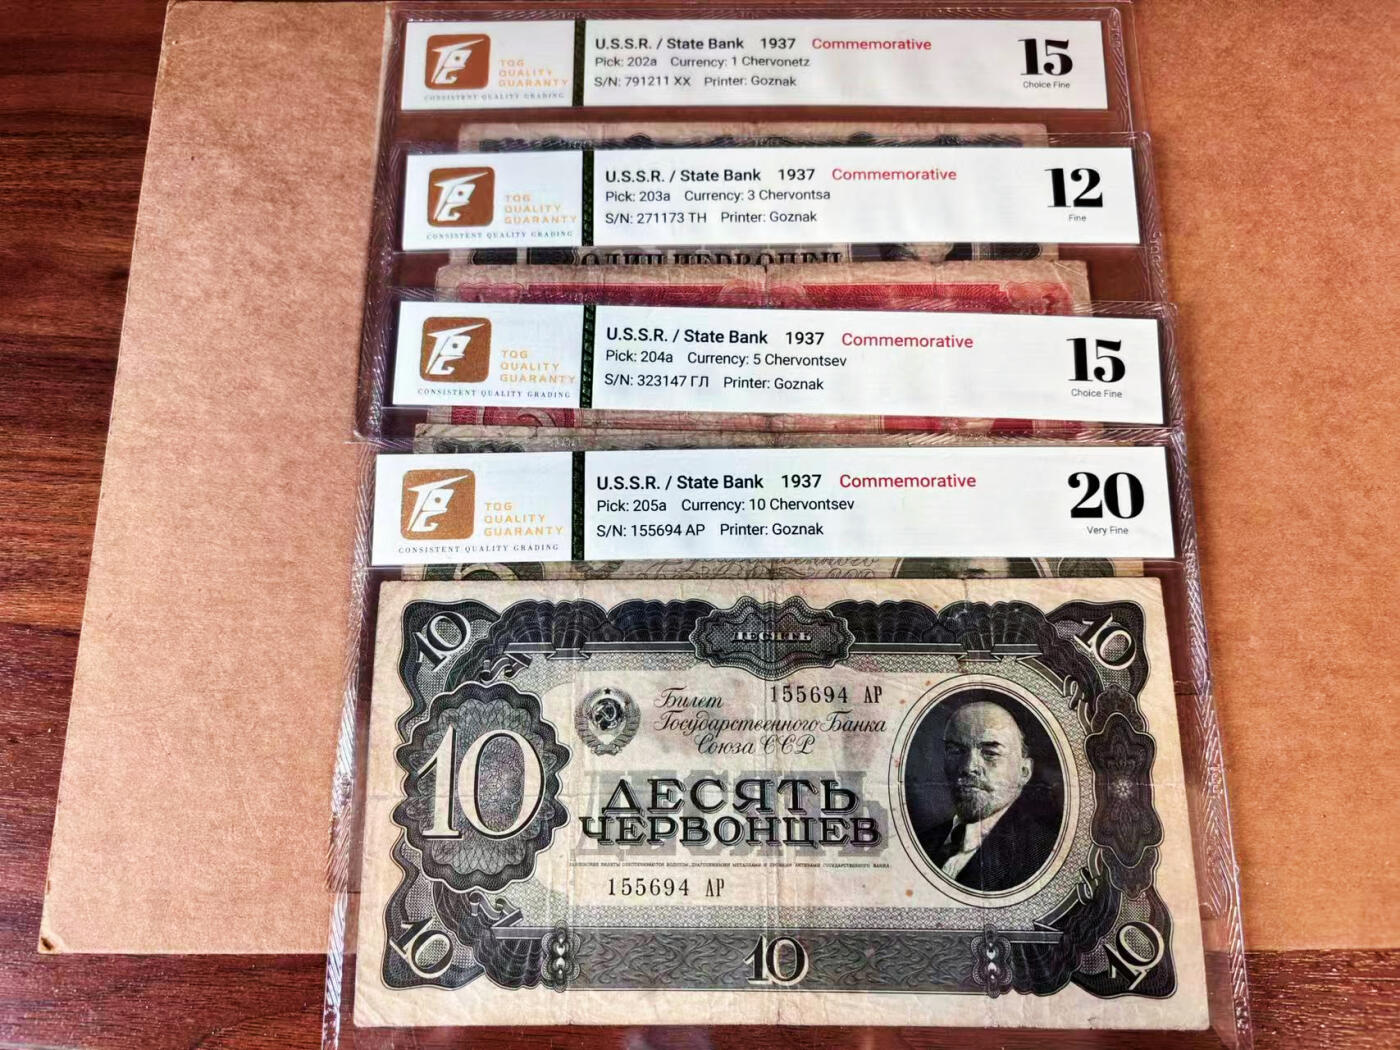 TQG
QUALITY
GUARANTY
CONSISTENT QUALITY GRADING
U.S.S.R. / State Bank 1937 Commemorative
Pick: 202a Currency: 1 Chervonetz
S/N: 791211 XX Printer: Goznak
15
Choice Fine
TQG
QUALITY
GUARANTY
CONSISTENT QUALITY GRADING
U.S.S.R. / State Bank 1937 Commemorative
Pick: 203a Currency: 3 Chervontsa
S/N: 271173 TH Printer: Goznak
12
Fine
ОДИН ЧЕРВОНЕЦ
TQG
QUALITY
GUARANTY
CONSISTENT QUALITY GRADING
U.S.S.R. / State Bank 1937 Commemorative
Pick: 204a Currency: 5 Chervontsev
S/N: 323147 ГЛ Printer: Goznak
15
Choice Fine
TQG
QUALITY
GUARANTY
CONSISTENT QUALITY GRADING
U.S.S.R. / State Bank 1937 Commemorative
Pick: 205a Currency: 10 Chervontsev
S/N: 155694 AP Printer: Goznak
20
Very Fine
10 ДЕСЯТЬ 10
155694 АР
Билет
Государственного Банка
Союза ССР
10
ДЕСЯТЬ
ЧЕРВОНЦЕВ
155694 АР
10 10 10